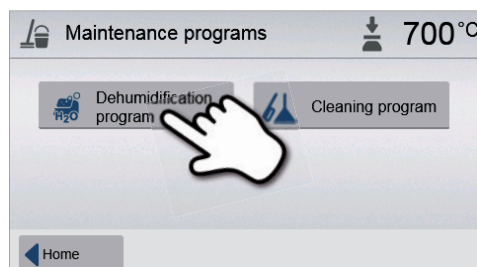 Maintenance programs
700°C
Dehumidification
program
H2O
Cleaning program
Home